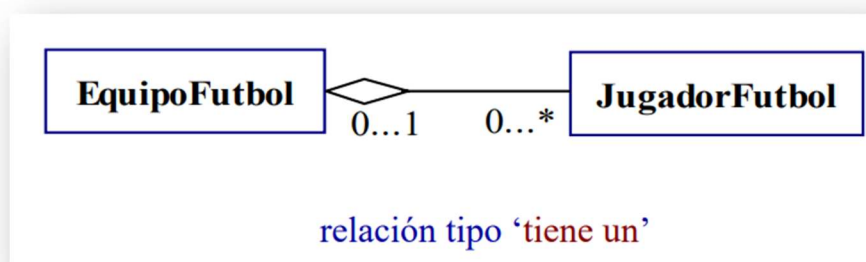 EquipoFutbol JugadorFutbol
0...1 0...*
relación tipo ‘tiene un’